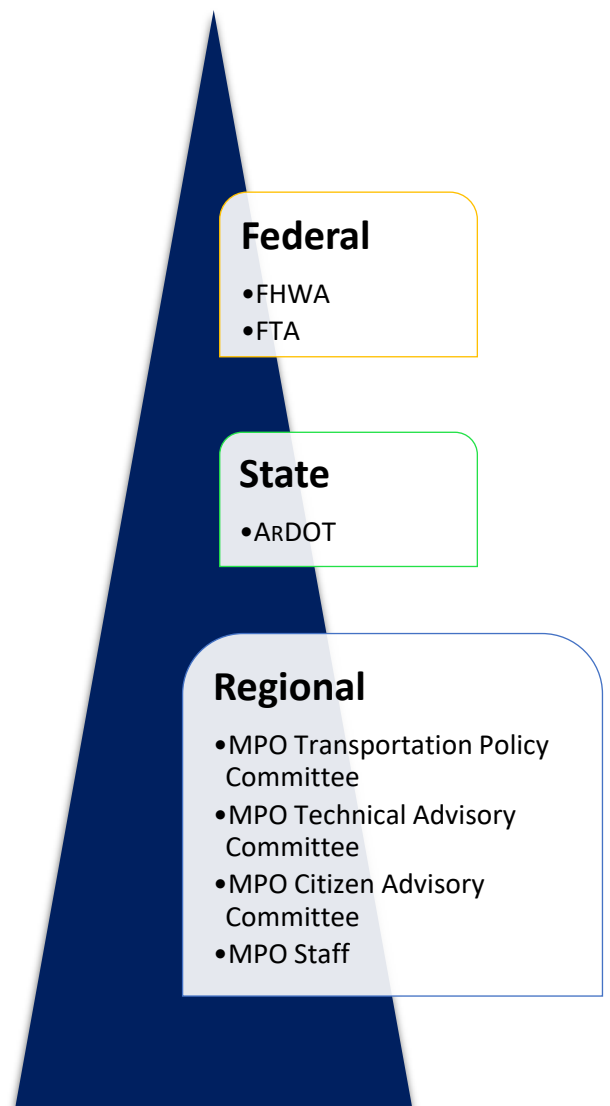 Federal
•FHWA
•FTA
State
•ARDOT
Regional
•MPO Transportation Policy
Committee
•MPO Technical Advisory
Committee
•MPO Citizen Advisory
Committee
•MPO Staff